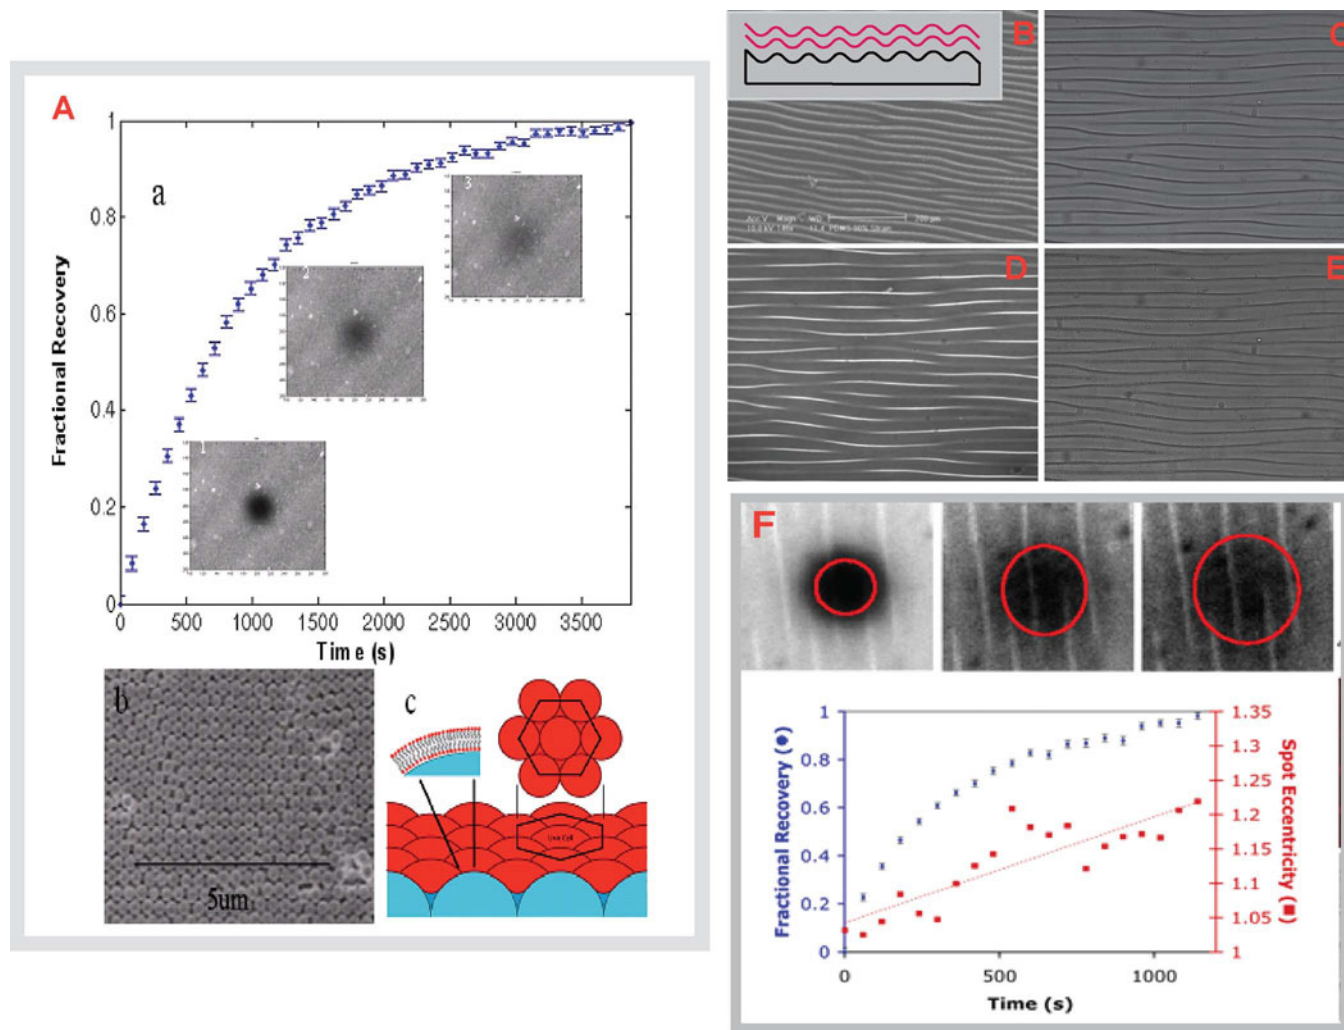 A
a
Fractional Recovery
1
0.8
0.6
0.4
0.2
0
3
2
1
0 500 1000 1500 2000 2500 3000 3500
Time (s)
b
5um
c
B
C
D
E
F
Fractional Recovery (●)
1
0.8
0.6
0.4
0.2
0
1.35
1.3
1.25
1.2
1.15
1.1
1.05
1
Spot Eccentricity (■)
0 500 1000
Time (s)